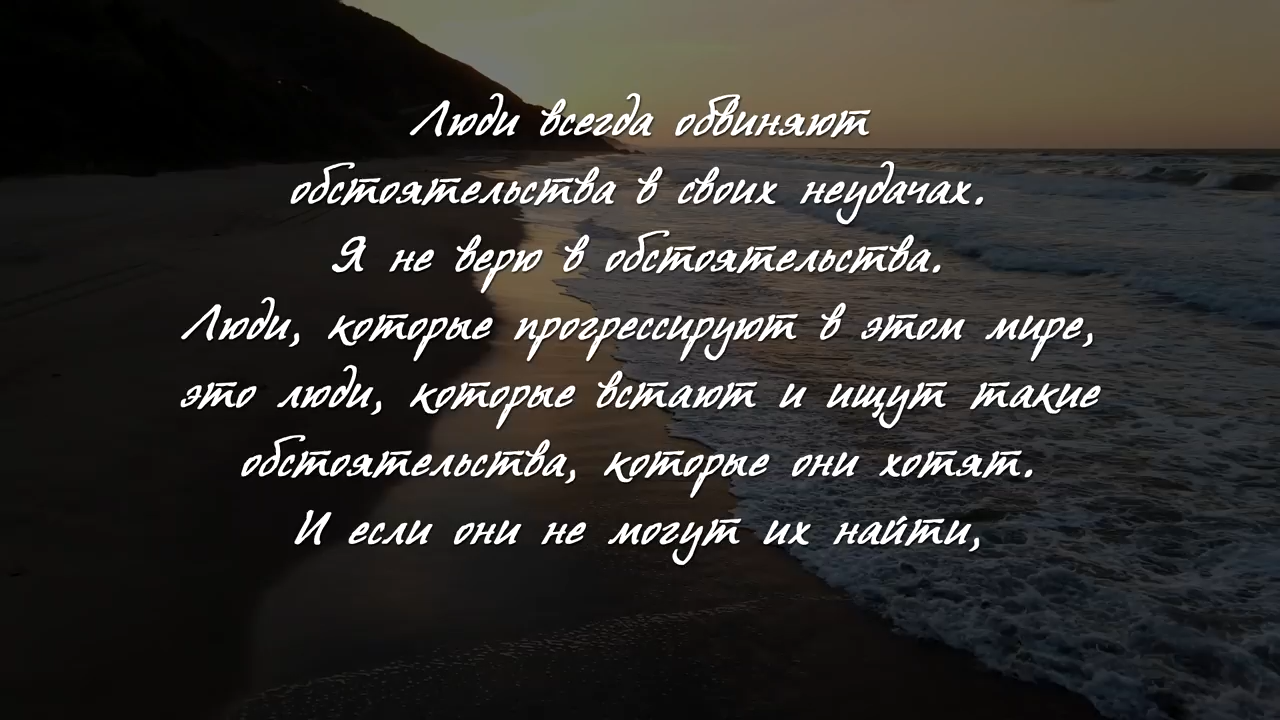 Люди всегда обвиняют
обстоятельства в своих неудачах.
Я не верю в обстоятельства.
Люди, которые прогрессируют в этом мире,
это люди, которые встают и ищут такие
обстоятельства, которые они хотят.
И если они не могут их найти,